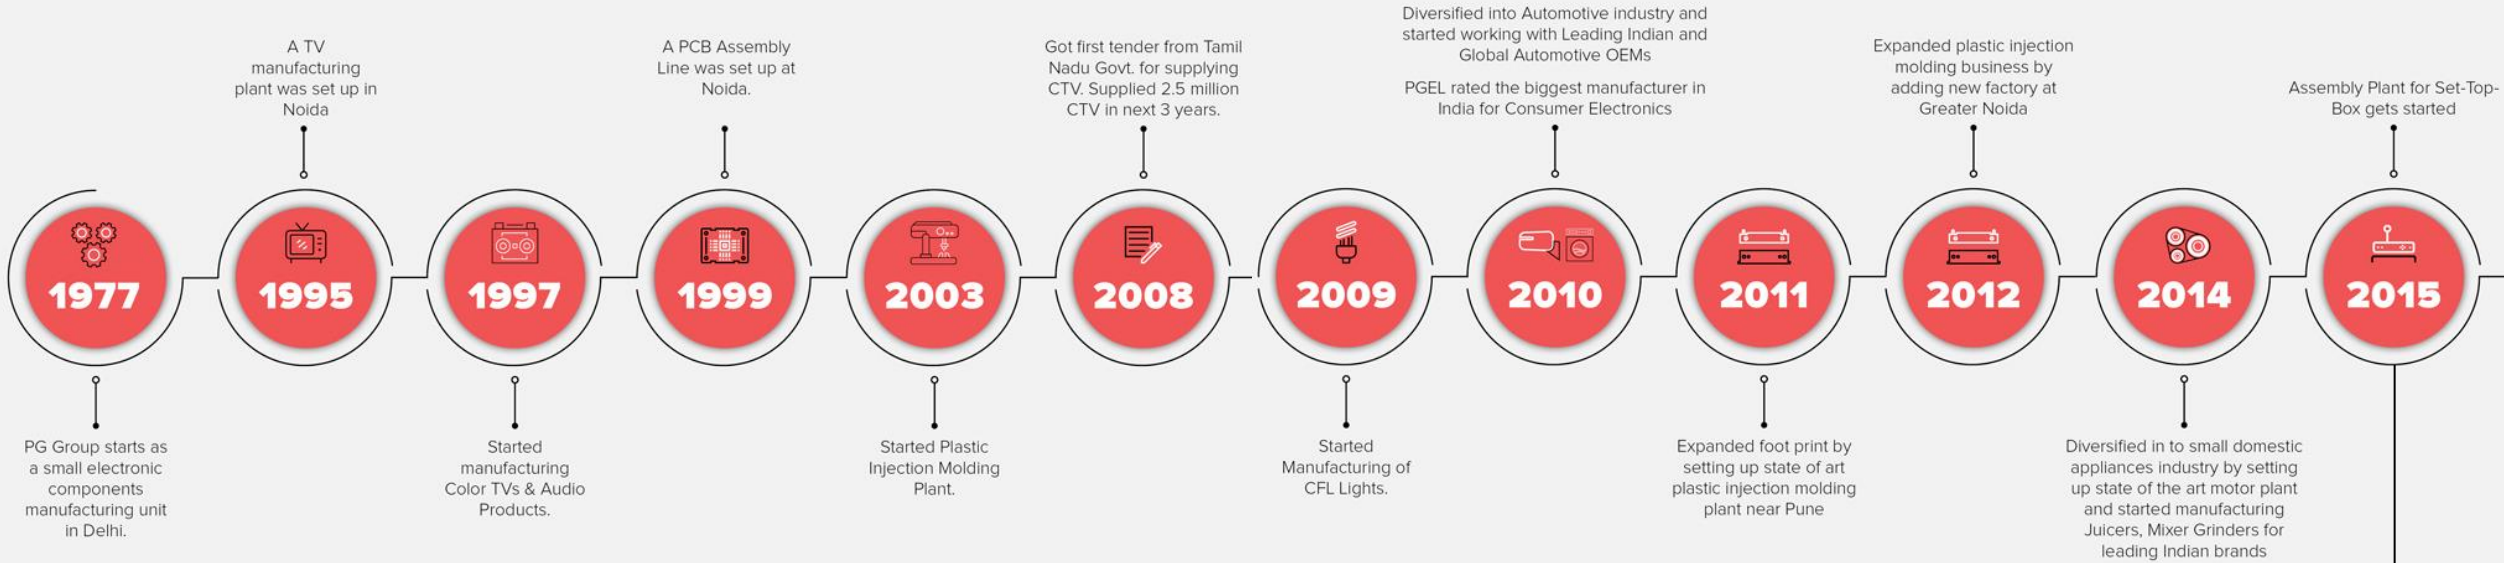 1977
PG Group starts as
a small electronic
components
manufacturing unit
in Delhi.
A TV
manufacturing
plant was set up in
Noida
1995
1997
Started
manufacturing
Color TVs & Audio
Products.
A PCB Assembly
Line was set up at
Noida.
1999
2003
Started Plastic
Injection Molding
Plant.
Got first tender from Tamil
Nadu Govt. for supplying
CTV. Supplied 2.5 million
CTV in next 3 years.
2008
2009
Started
Manufacturing of
CFL Lights.
Diversified into Automotive industry and
started working with Leading Indian and
Global Automotive OEMs
PGEL rated the biggest manufacturer in
India for Consumer Electronics
2010
2011
Expanded foot print by
setting up state of art
plastic injection molding
plant near Pune
Expanded plastic injection
molding business by
adding new factory at
Greater Noida
2012
2014
Diversified in to small domestic
appliances industry by setting
up state of the art motor plant
and started manufacturing
Juicers, Mixer Grinders for
leading Indian brands
Assembly Plant for Set-Top-
Box gets started
2015